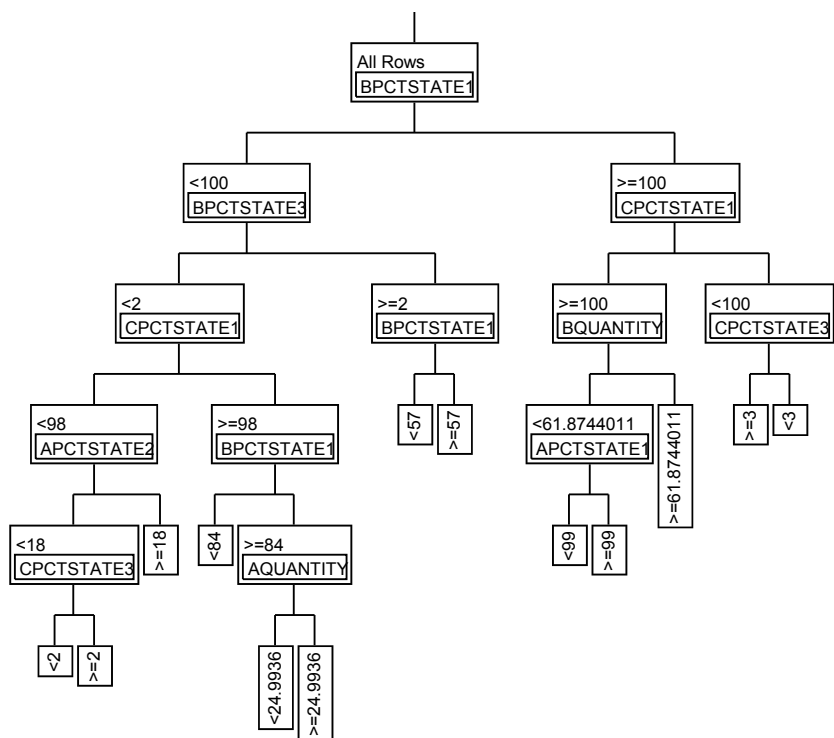 All Rows
BPCTSTATE1
<100
BPCTSTATE3
>=100
CPCTSTATE1
<2
CPCTSTATE1
>=2
BPCTSTATE1
>=100
BQUANTITY
<100
CPCTSTATE3
<98
APCTSTATE2
>=98
BPCTSTATE1
<57
>=57
<61.8744011
APCTSTATE1
>=61.8744011
>=3
<3
<18
CPCTSTATE3
>=18
<84
>=84
AQUANTITY
<99
>=99
<2
>=2
<24.9936
>=24.9936